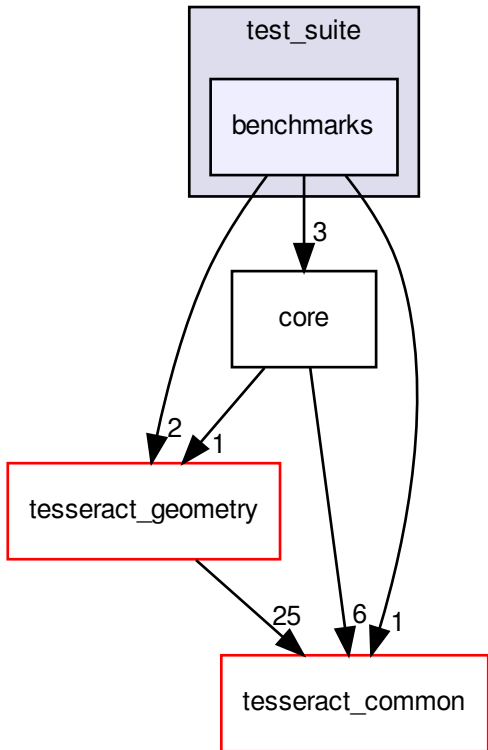 test_suite
benchmarks
3
core
2
1
tesseract_geometry
25
6
1
tesseract_common